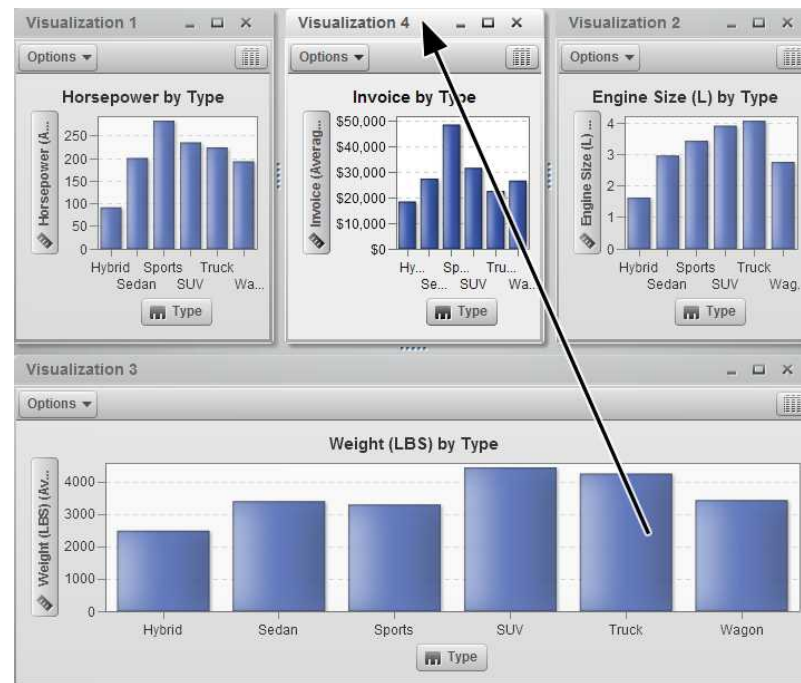 Visualization 1
Options
Horsepower by Type
Horsepower (A...
250
200
150
100
50
0
Hybrid Sports Truck
Sedan SUV Wa...
Type
Visualization 4
Options
Invoice by Type
Invoice (Averag...
$50,000
$40,000
$30,000
$20,000
$10,000
$0
Hy... Sp... Tru...
Se... SUV Wa...
Type
Visualization 2
Options
Engine Size (L) by Type
Engine Size (L) ...
4
3
2
1
0
Hybrid Sports Truck
Sedan SUV Wag.
Type
Visualization 3
Options
Weight (LBS) by Type
Weight (LBS) (Av...
4000
3000
2000
1000
0
Hybrid Sedan Sports SUV Truck Wagon
Type